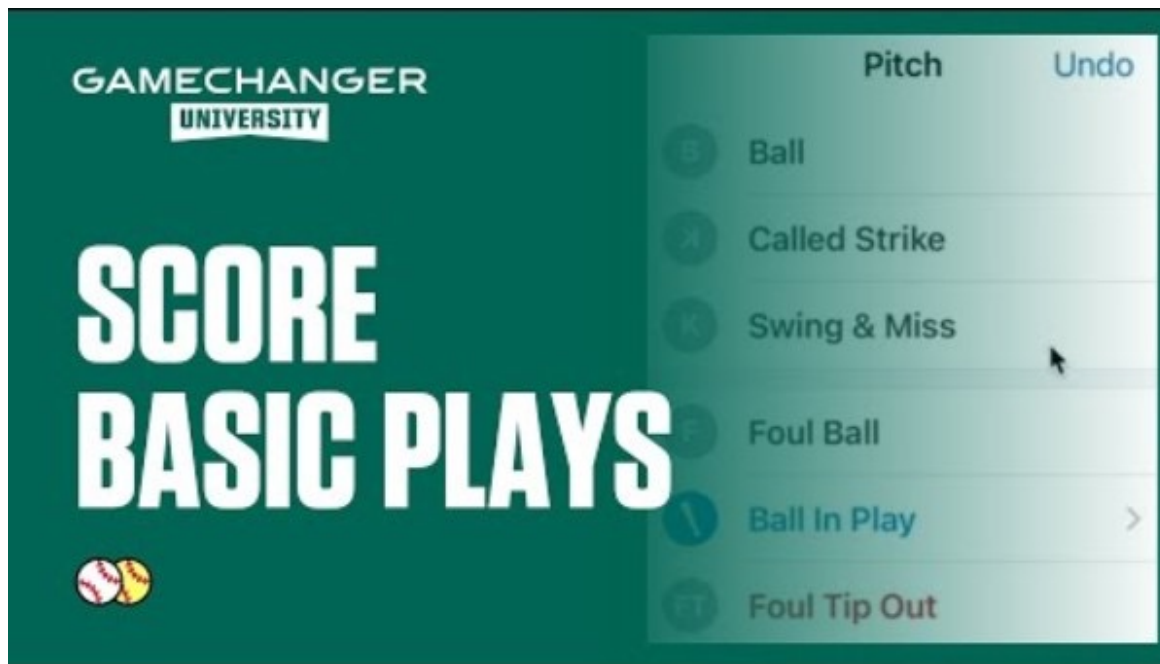 GAMECHANGER
UNIVERSITY
SCORE
BASIC PLAYS
Pitch
Undo
B
Ball
K
Called Strike
K
Swing & Miss
F
Foul Ball
Ball In Play
FT
Foul Tip Out